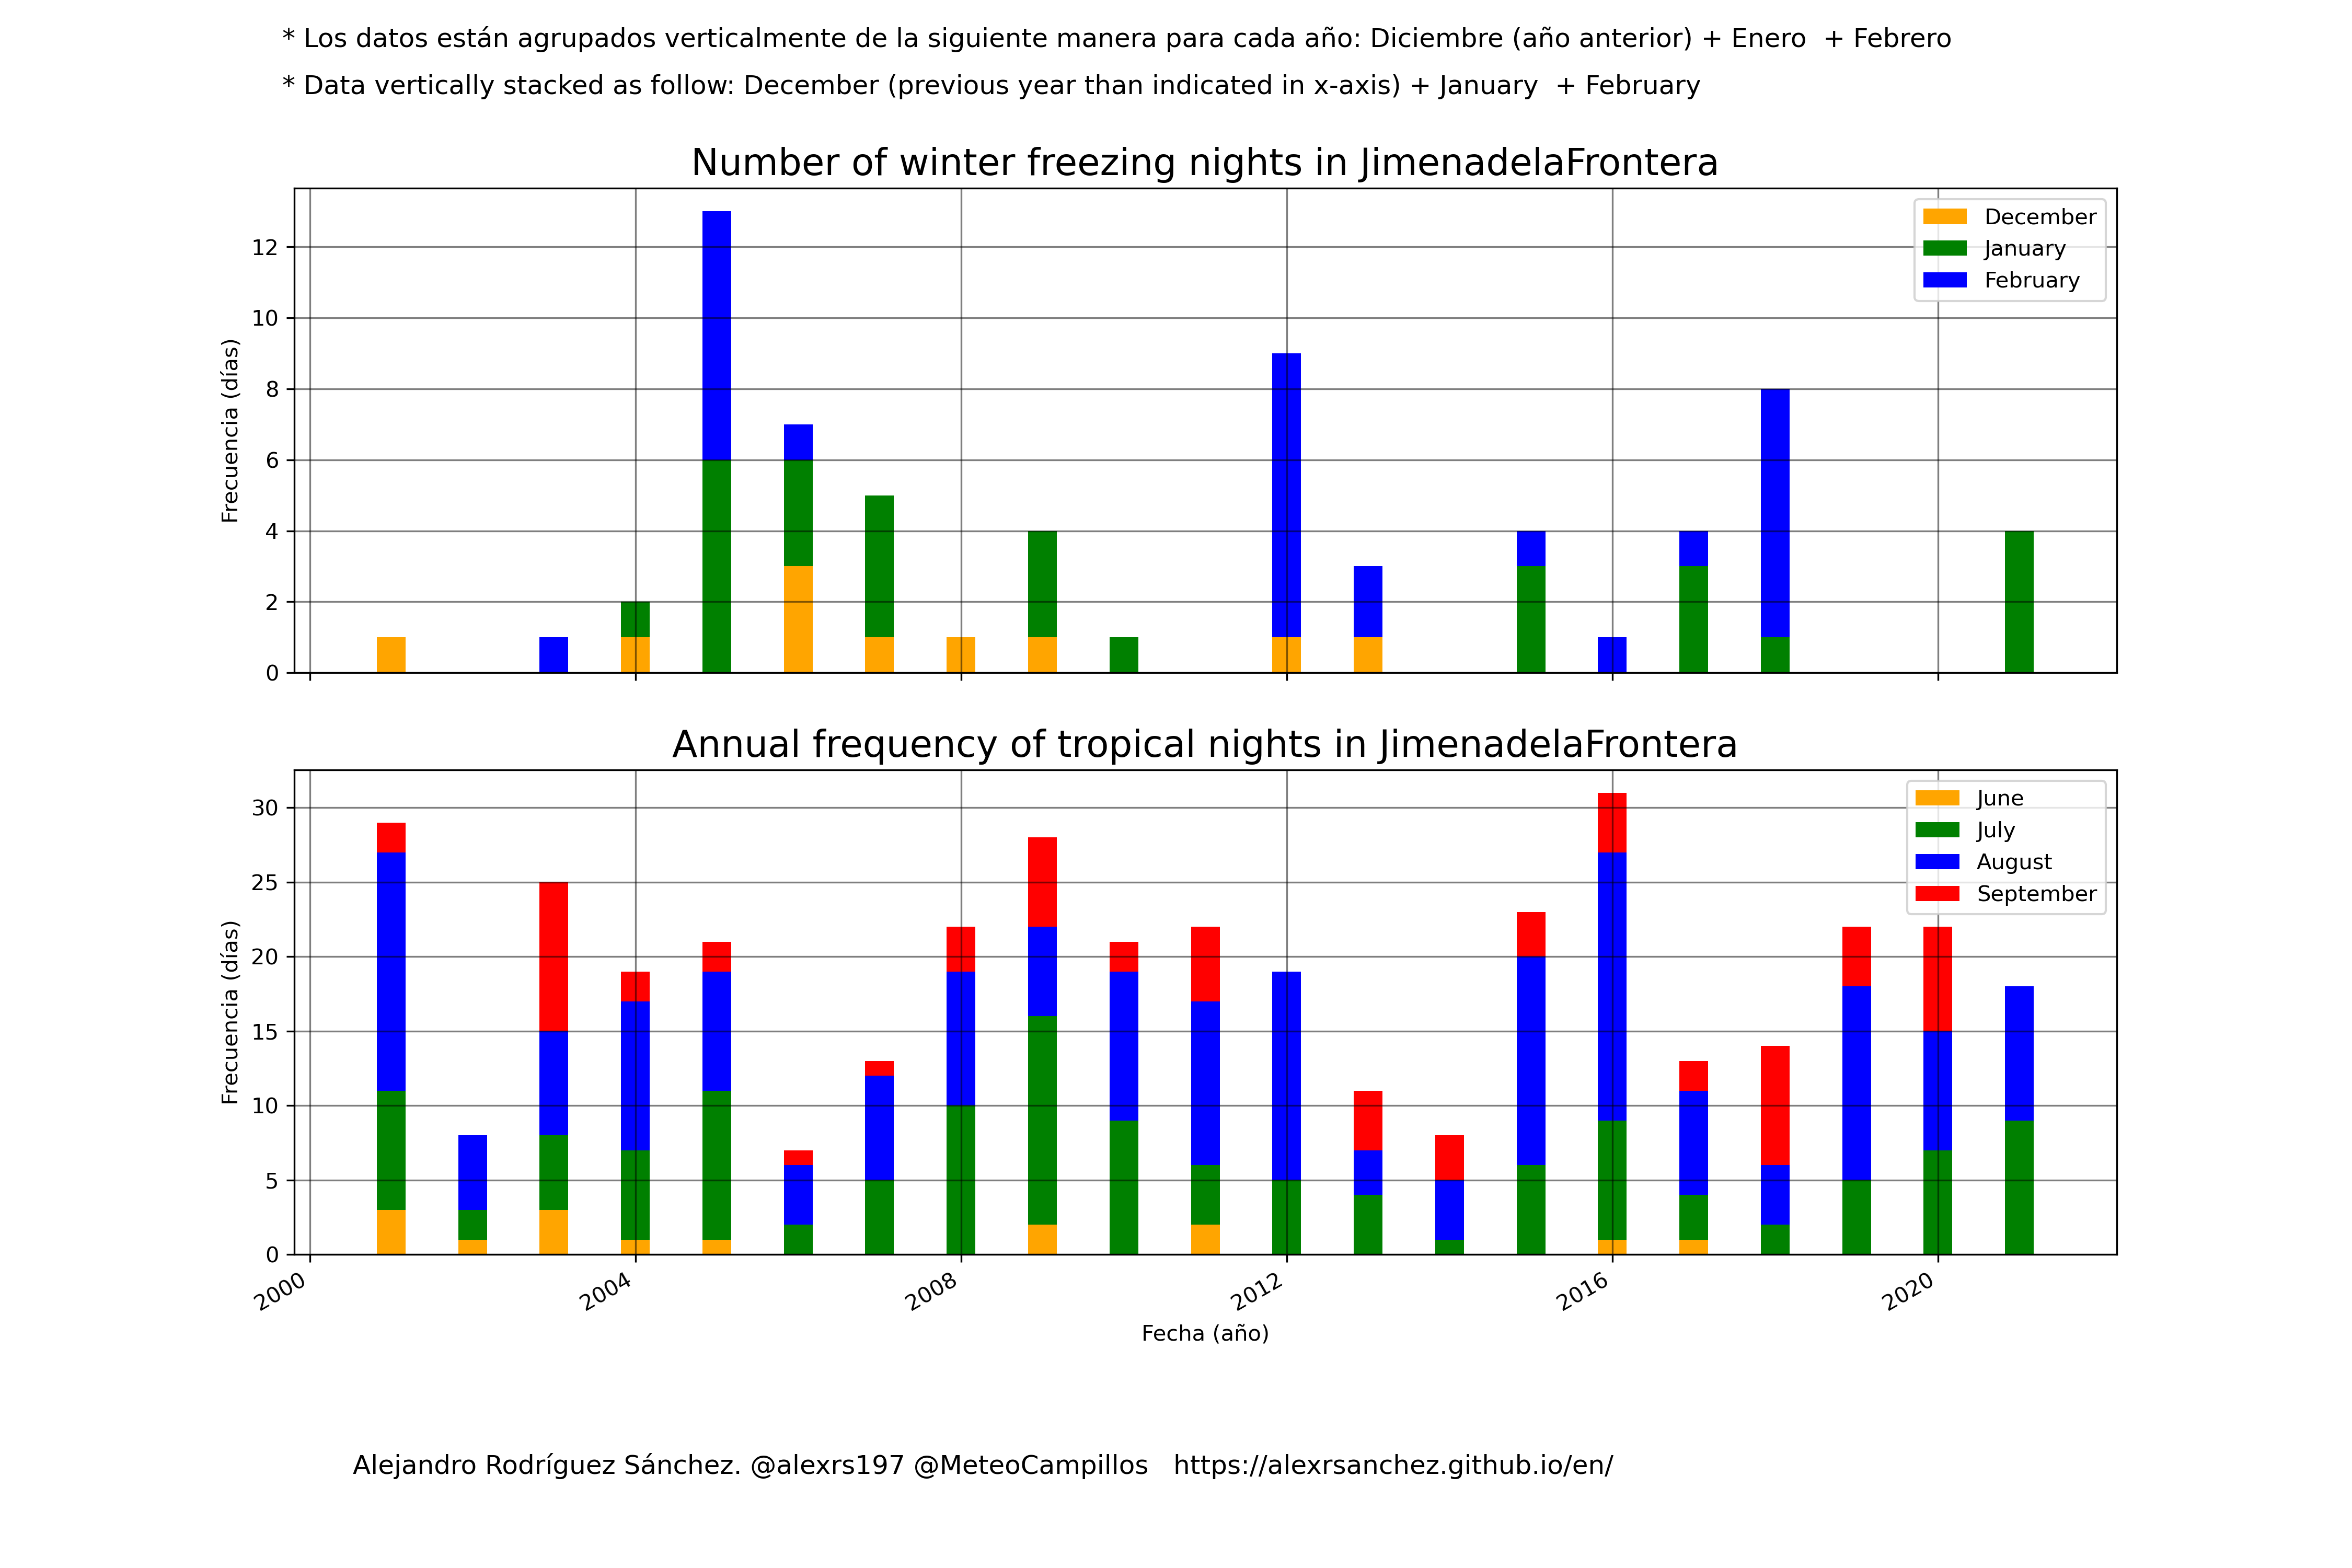 * Los datos están agrupados verticalmente de la siguiente manera para cada año: Diciembre (año anterior) + Enero  + Febrero
* Data vertically stacked as follow: December (previous year than indicated in x-axis) + January  + February
Number of winter freezing nights in JimenadelaFrontera
December
January
February
Frecuencia (días)
12
10
8
6
4
2
0
Annual frequency of tropical nights in JimenadelaFrontera
June
July
August
September
Frecuencia (días)
30
25
20
15
10
5
0
2000 2004 2008 2012 2016 2020
Fecha (año)
Alejandro Rodríguez Sánchez. @alexrs197 @MeteoCampillos   https://alexrsanchez.github.io/en/